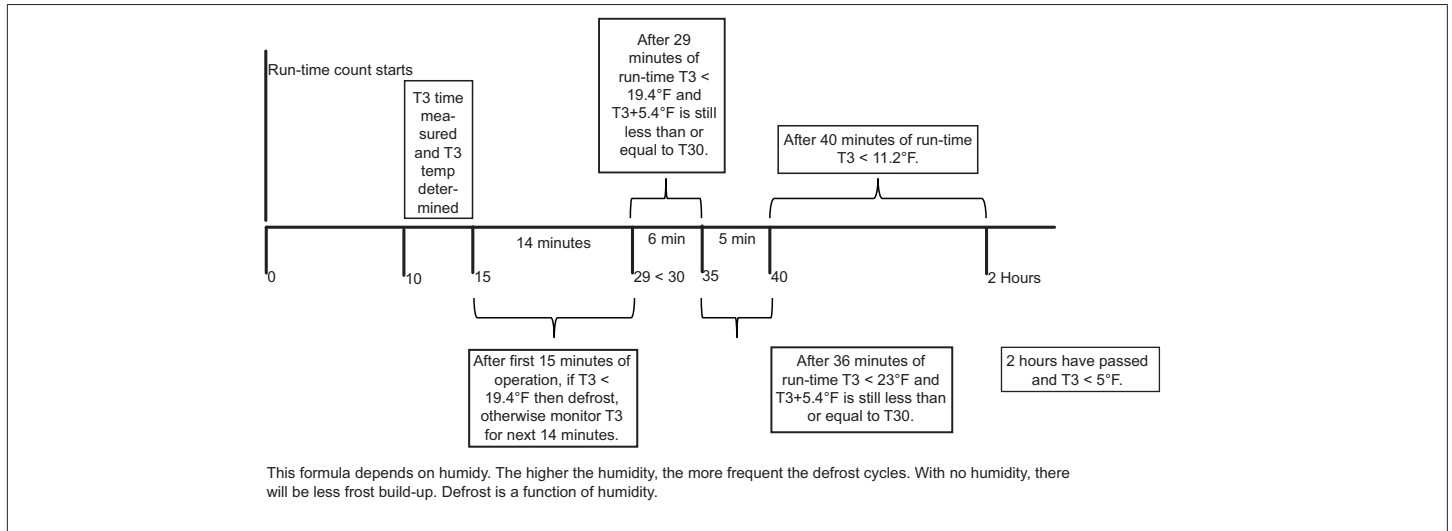 After 29
minutes of
run-time T3 <
19.4°F and
T3+5.4°F is still
less than or
equal to T30.
Run-time count starts
T3 time
mea-
sured
and T3
temp
deter-
mined
After 40 minutes of run-time
T3 < 11.2°F.
14 minutes
6 min
5 min
0
10
15
29 < 30
35
40
2 Hours
After first 15 minutes of
operation, if T3 <
19.4°F then defrost,
otherwise monitor T3
for next 14 minutes.
After 36 minutes of
run-time T3 < 23°F and
T3+5.4°F is still less than
or equal to T30.
2 hours have passed
and T3 < 5°F.
This formula depends on humidy. The higher the humidity, the more frequent the defrost cycles. With no humidity, there
will be less frost build-up. Defrost is a function of humidity.